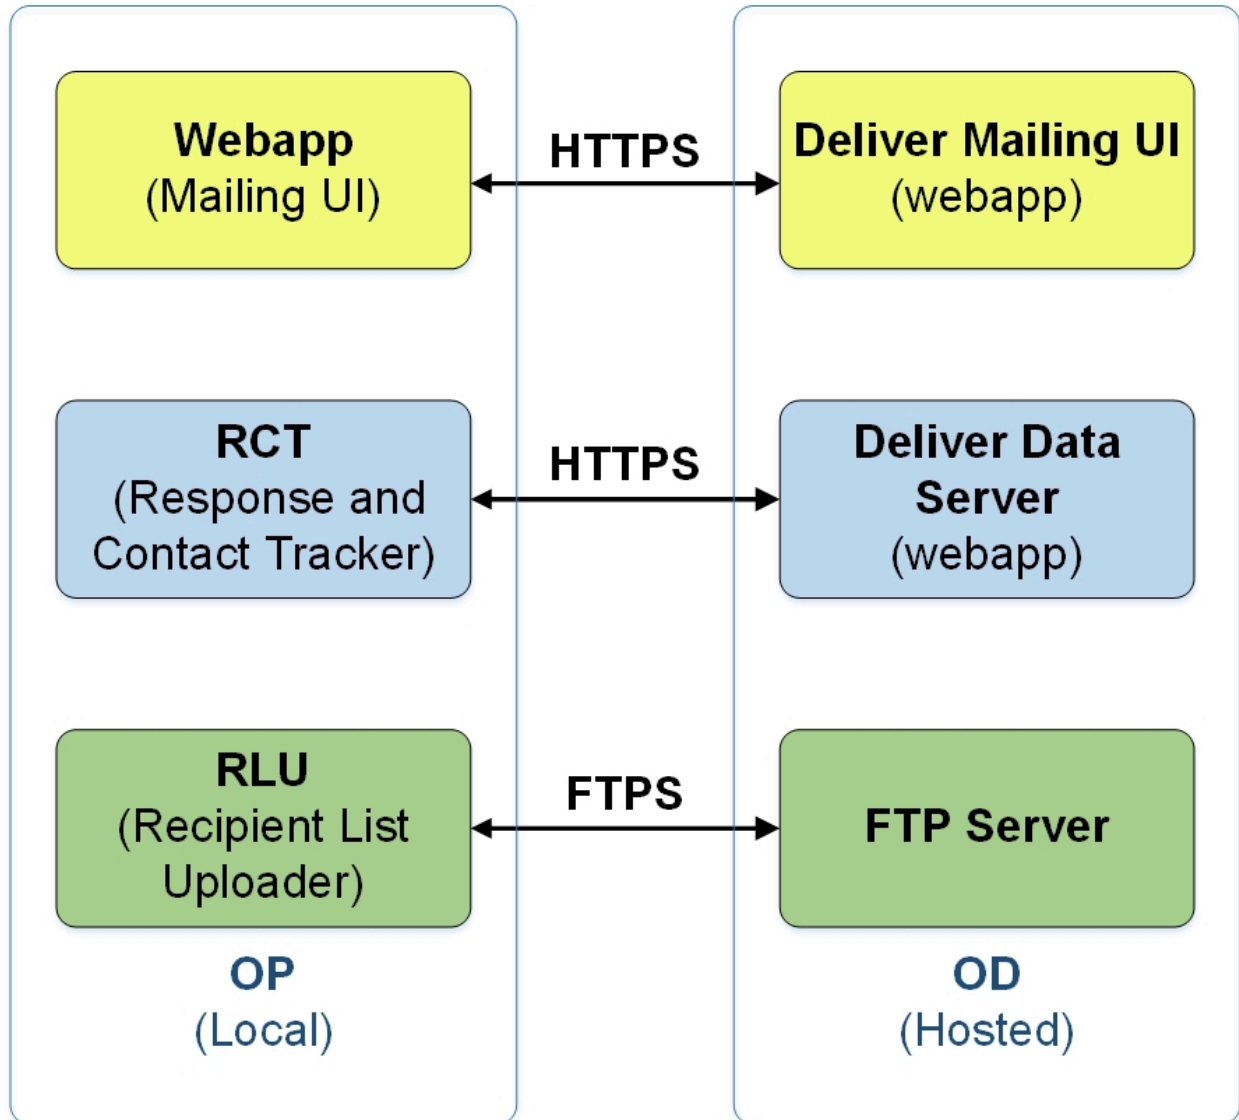 Webapp
(Mailing UI)
HTTPS
Deliver Mailing UI
(webapp)
RCT
(Response and
Contact Tracker)
HTTPS
Deliver Data
Server
(webapp)
RLU
(Recipient List
Uploader)
FTPS
FTP Server
OP
(Local)
OD
(Hosted)